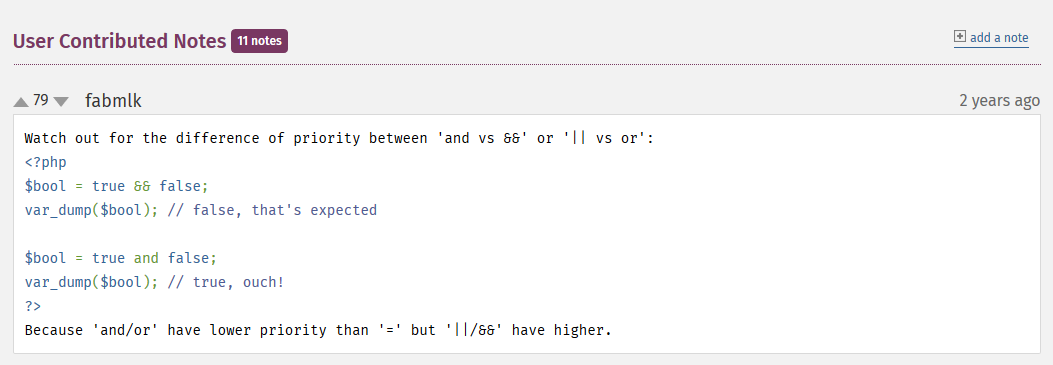 User Contributed Notes 11 notes
add a note
79 fabmlk 2 years ago
Watch out for the difference of priority between 'and vs &&' or '|| vs or':
<?php
$bool = true && false;
var_dump($bool); // false, that's expected
$bool = true and false;
var_dump($bool); // true, ouch!
?>
Because 'and/or' have lower priority than '=' but '||/&&' have higher.